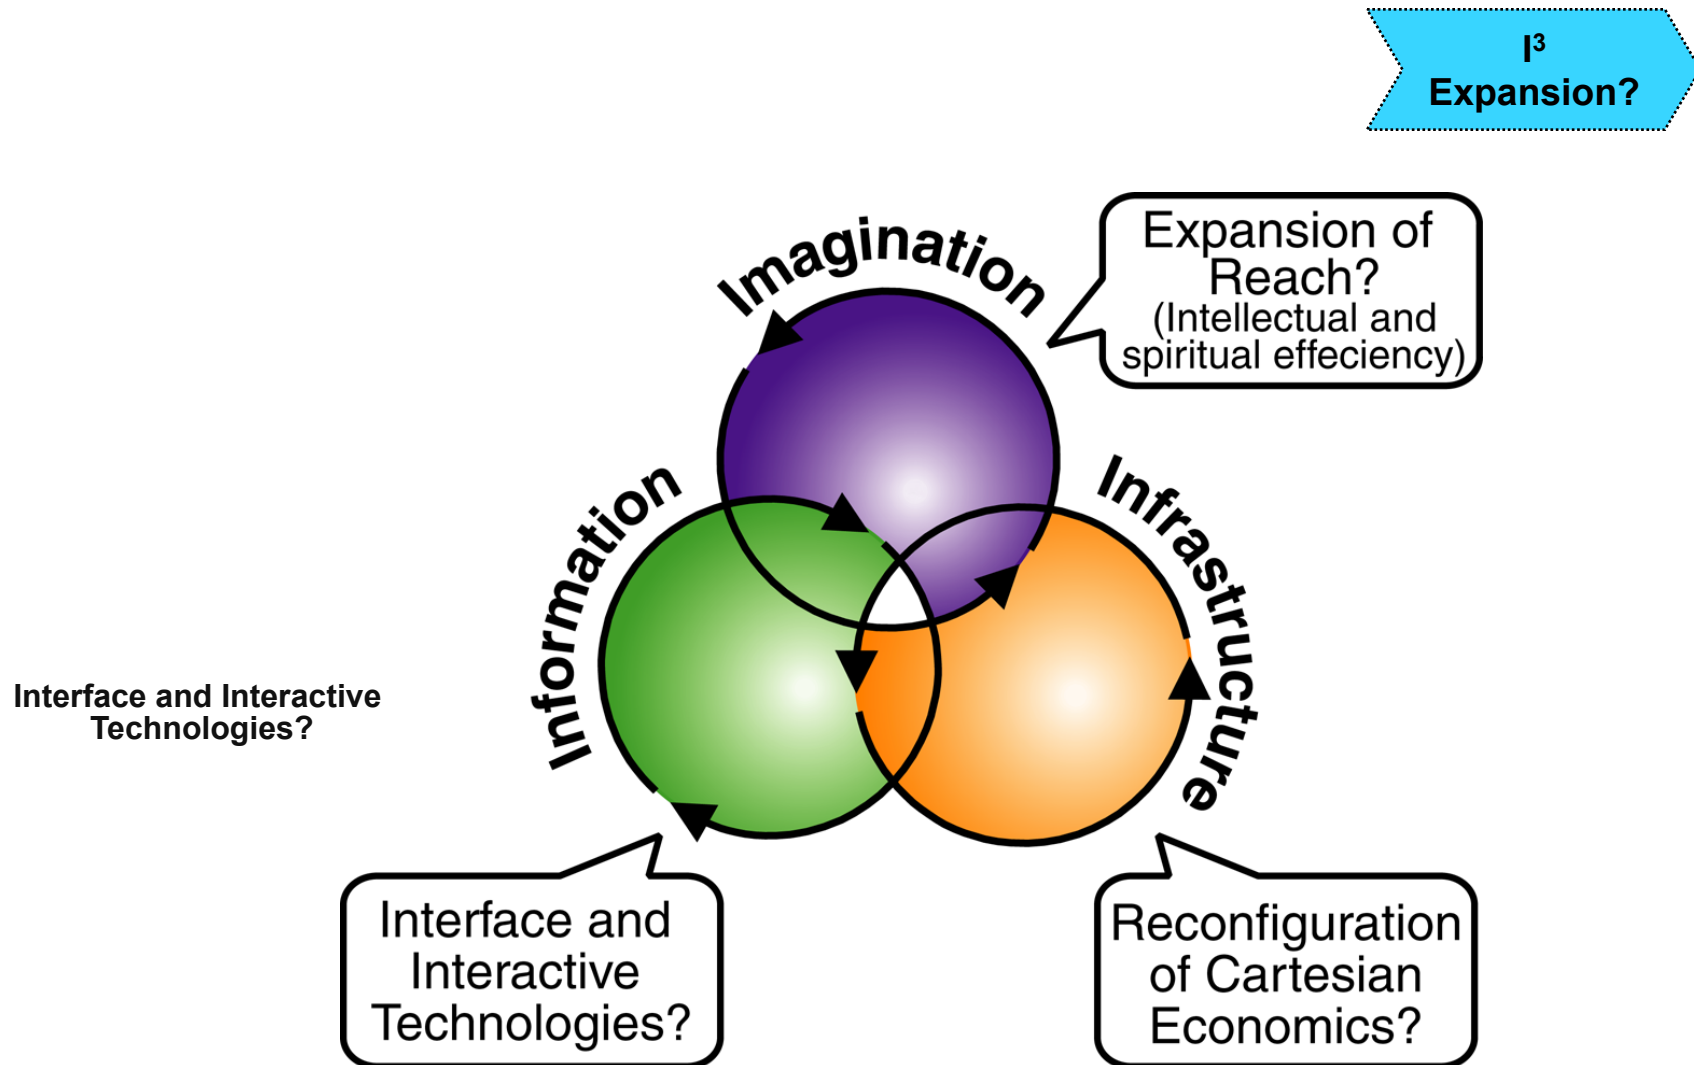 I³
Expansion?
Imagination
Expansion of
Reach?
(Intellectual and
spiritual effeciency)
Information
Infrastructure
Interface and Interactive
Technologies?
Interface and
Interactive
Technologies?
Reconfiguration
of Cartesian
Economics?